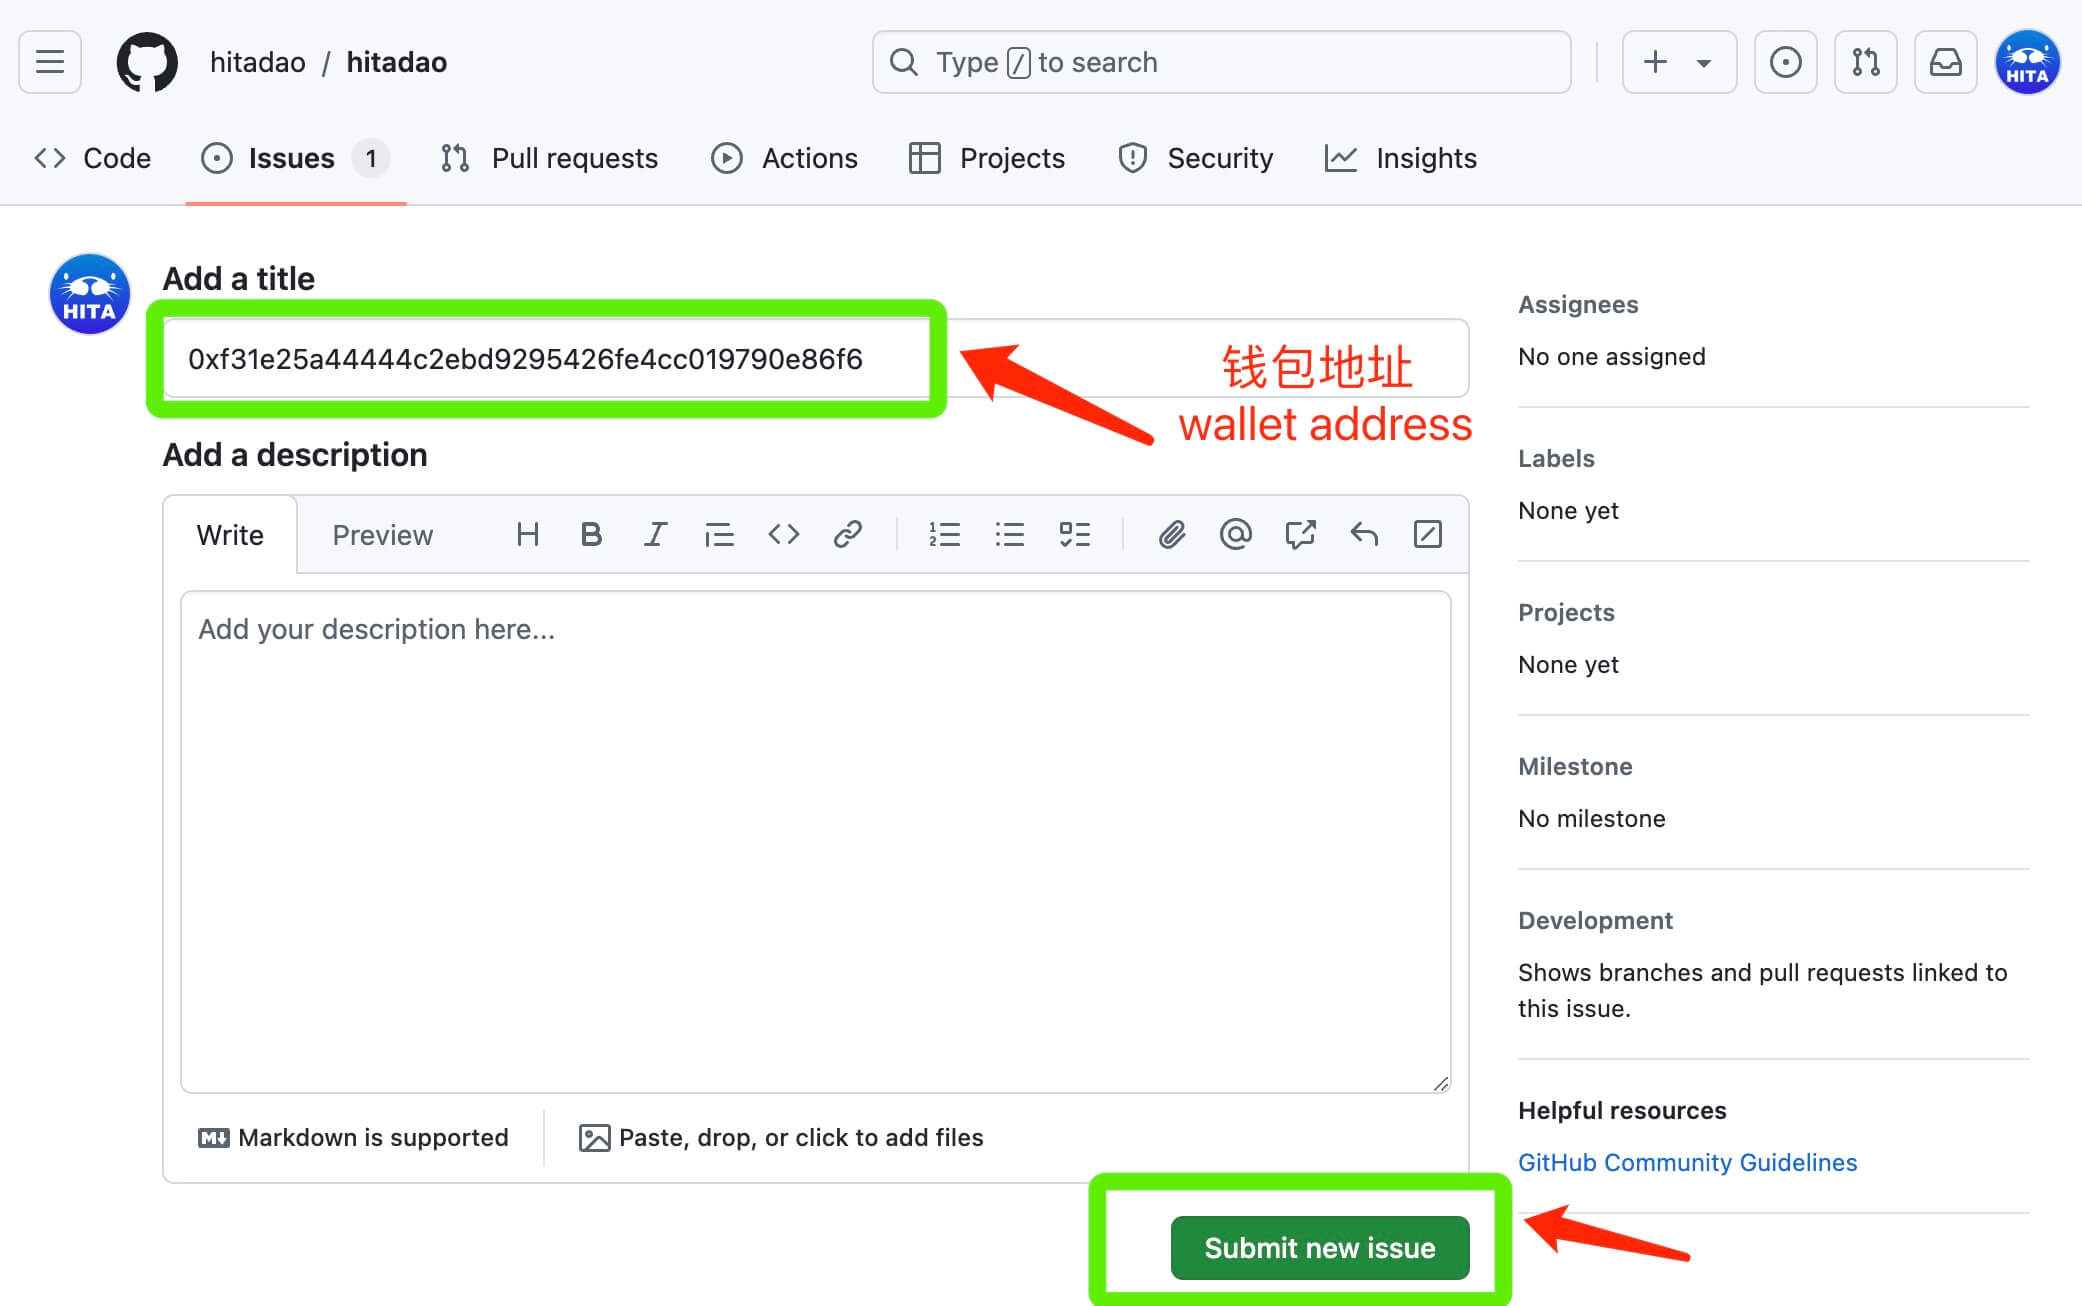 hitadao / hitadao
Type / to search
HITA
Code
Issues 1
Pull requests
Actions
Projects
Security
Insights
HITA
Add a title
0xf31e25a44444c2ebd9295426fe4cc019790e86f6
钱包地址
wallet address
Add a description
Write
Preview
Add your description here...
Markdown is supported
Paste, drop, or click to add files
Submit new issue
Assignees
No one assigned
Labels
None yet
Projects
None yet
Milestone
No milestone
Development
Shows branches and pull requests linked to
this issue.
Helpful resources
GitHub Community Guidelines